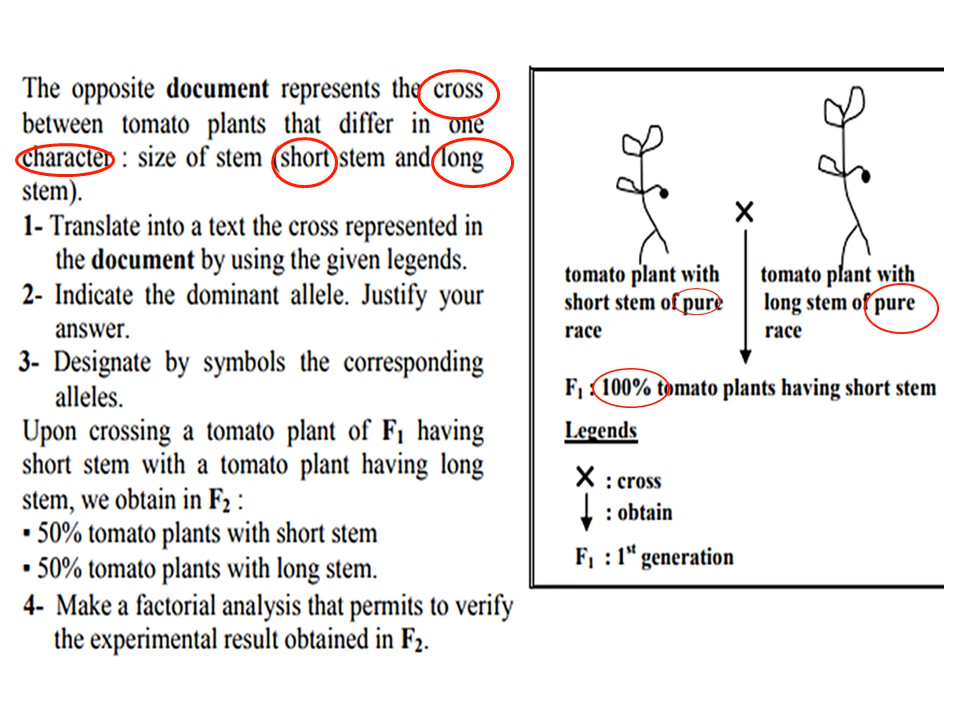 The opposite document represents the cross
between tomato plants that differ in one
character : size of stem (short stem and long
stem).
1- Translate into a text the cross represented in
the document by using the given legends.
2- Indicate the dominant allele. Justify your
answer.
3- Designate by symbols the corresponding
alleles.
Upon crossing a tomato plant of F₁ having
short stem with a tomato plant having long
stem, we obtain in F₂ :
▪ 50% tomato plants with short stem
▪ 50% tomato plants with long stem.
4- Make a factorial analysis that permits to verify
the experimental result obtained in F₂.
tomato plant with
short stem of pure
race
tomato plant with
long stem of pure
race
F₁ : 100% tomato plants having short stem
Legends
× : cross
↓ : obtain
F₁ : 1st generation